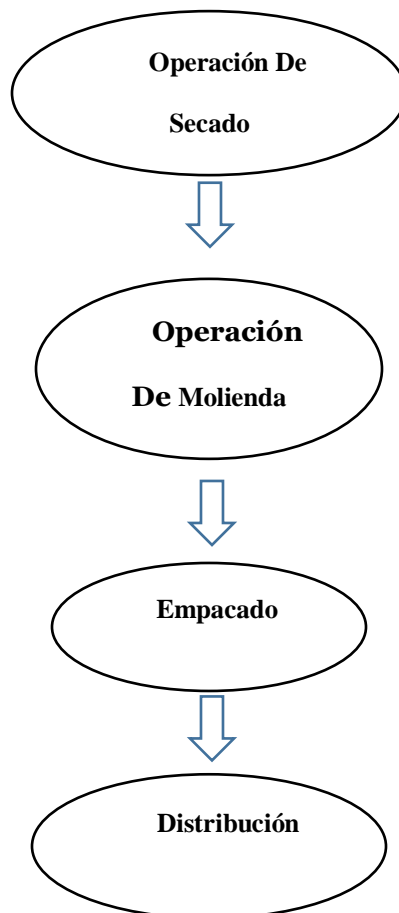 Operación De
Secado
Operación
De Molienda
Empacado
Distribución